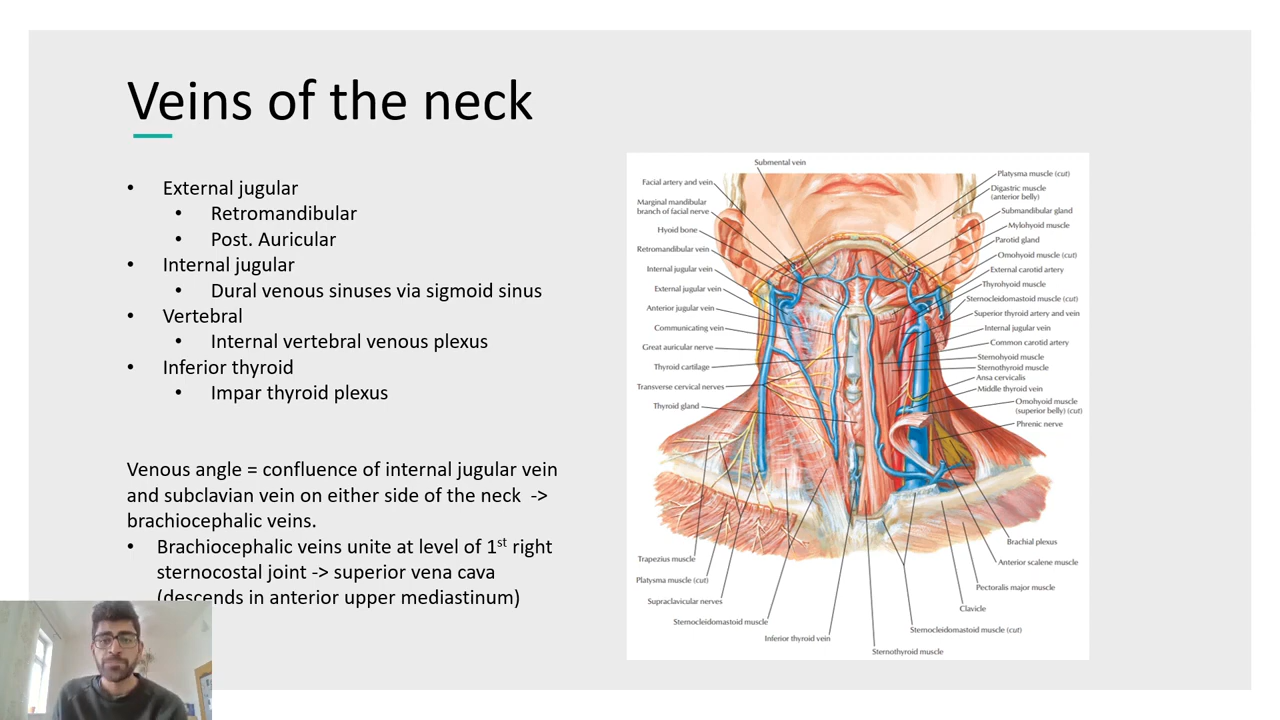 Veins of the neck
• External jugular
• Retromandibular
• Post. Auricular
• Internal jugular
• Dural venous sinuses via sigmoid sinus
• Vertebral
• Internal vertebral venous plexus
• Inferior thyroid
• Impar thyroid plexus
Venous angle = confluence of internal jugular vein
and subclavian vein on either side of the neck ->
brachiocephalic veins.
• Brachiocephalic veins unite at level of 1st right
sternocostal joint -> superior vena cava
(descends in anterior upper mediastinum)
Submental vein
Facial artery and vein
Marginal mandibular
branch of facial nerve
Hyoid bone
Retromandibular vein
Internal jugular vein
External jugular vein
Anterior jugular vein
Communicating vein
Great auricular nerve
Thyroid cartilage
Transverse cervical nerves
Thyroid gland
Trapezius muscle
Platysma muscle (cut)
Supraclavicular nerves
Sternocleidomastoid muscle
Inferior thyroid vein
Platysma muscle (cut)
Digastric muscle
(anterior belly)
Submandibular gland
Mylohyoid muscle
Parotid gland
Omohyoid muscle (cut)
External carotid artery
Thyrohyoid muscle
Sternocleidomastoid muscle (cut)
Superior thyroid artery and vein
Internal jugular vein
Common carotid artery
Sternohyoid muscle
Sternothyroid muscle
Ansa cervicalis
Middle thyroid vein
Omohyoid muscle
(superior belly) (cut)
Phrenic nerve
Brachial plexus
Anterior scalene muscle
Pectoralis major muscle
Clavicle
Sternocleidomastoid muscle (cut)
Sternothyroid muscle